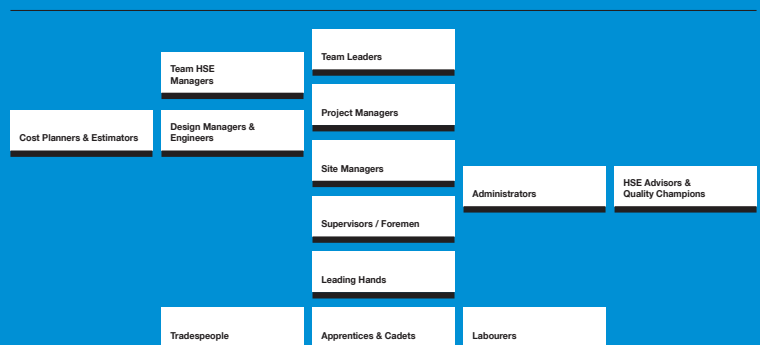 Team Leaders
Team HSE
Managers
Project Managers
Cost Planners & Estimators
Design Managers &
Engineers
Site Managers
Administrators
HSE Advisors &
Quality Champions
Supervisors / Foremen
Leading Hands
Tradespeople
Apprentices & Cadets
Labourers